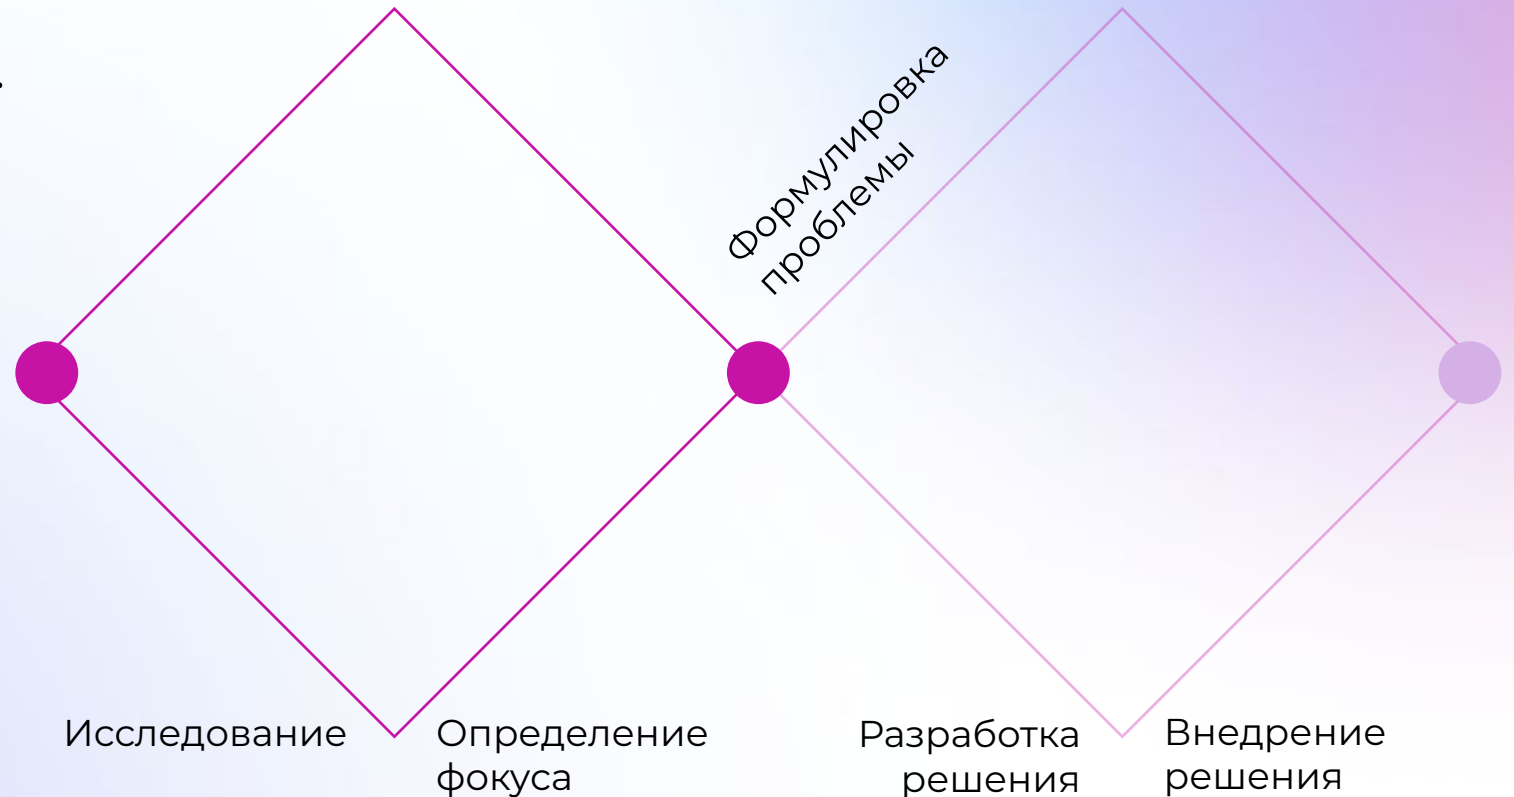 Формулировка
проблемы
Исследование
Определение
фокуса
Разработка
решения
Внедрение
решения